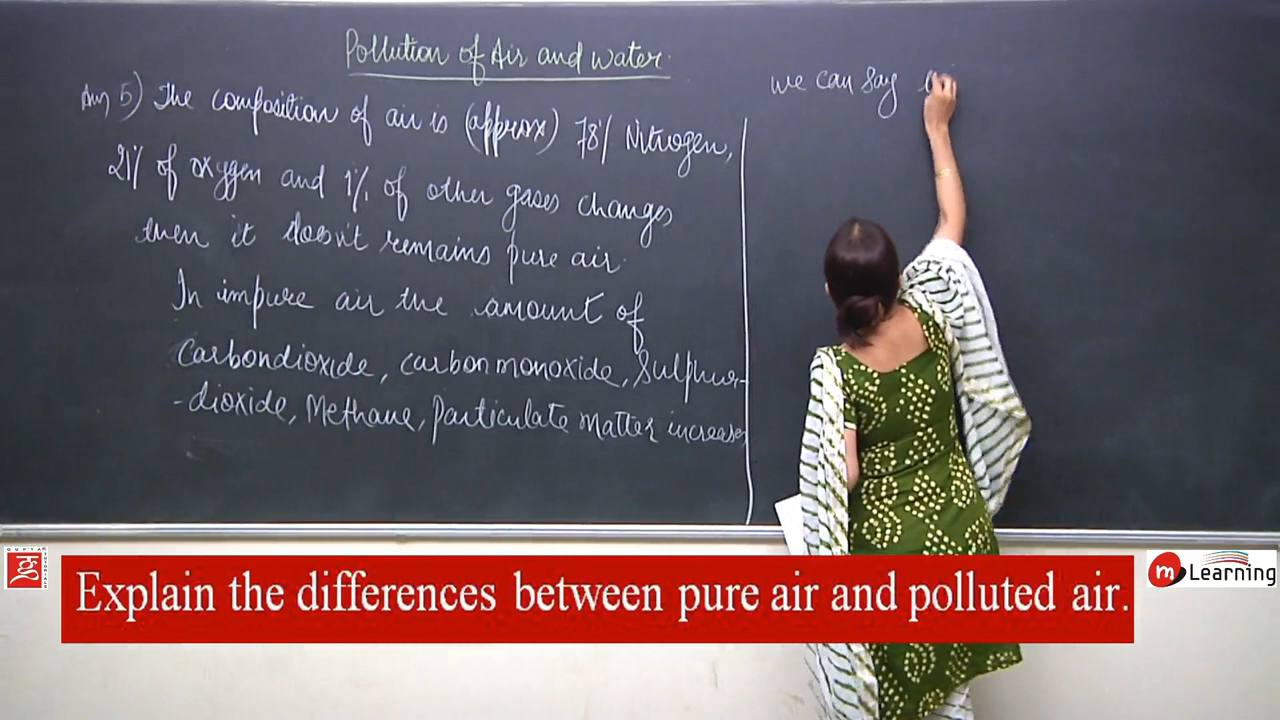 Pollution of Air and water.
Ans 5) The composition of air is (approx) 78% Nitrogen,
21% of oxygen and 1% of other gases changes
then it doesn't remains pure air.
In impure air the amount of
Carbondioxide, carbonmonoxide, Sulphur-
-dioxide, Methane, Particulate Matter increases
we can say
GUPTA TUTORIALS
Explain the differences between pure air and polluted air.
m Learning